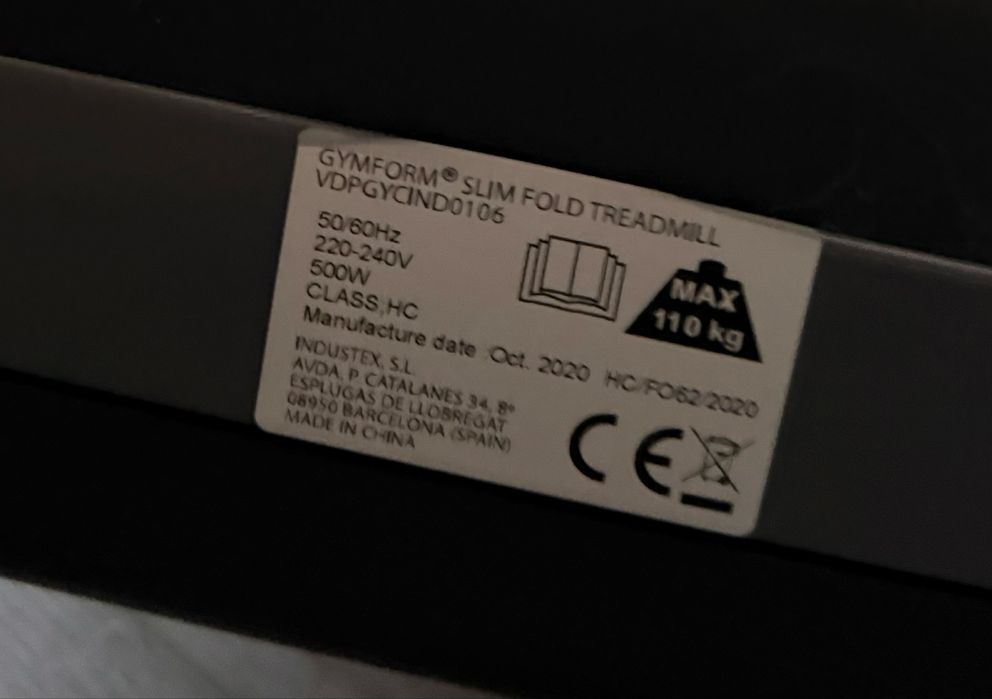 GYMFORM® SLIM FOLD TREADMILL
VDPGYCIND0106
50/60Hz
220-240V
500W
CLASS,HC
Manufacture date :Oct. 2020 HC/FO62/2020
MAX
110 kg
INDUSTEX, S.L.
AVDA. P. CATALANES 34, 8º
ESPLUGAS DE LLOBREGAT
08950 BARCELONA (SPAIN)
MADE IN CHINA
CE